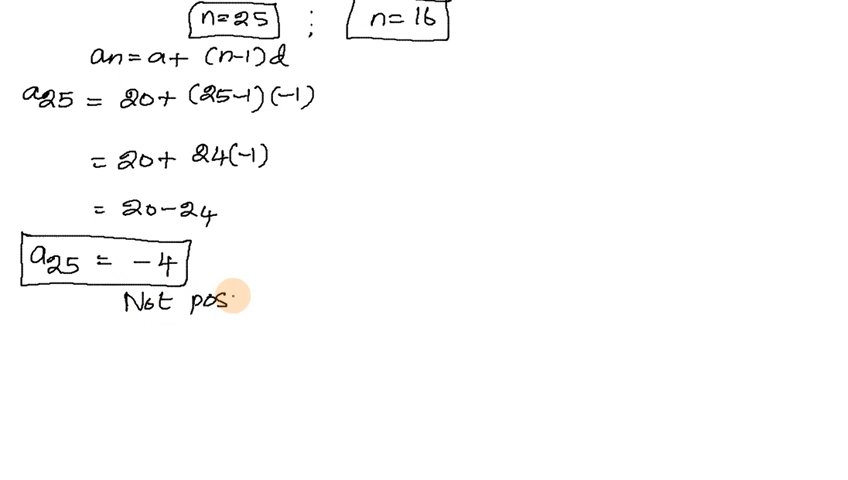 n=25 ; n=16
an=a+ (n-1)d
a25 = 20+ (25-1)(-1)
= 20+ 24(-1)
= 20-24
a25 = -4
Not pos